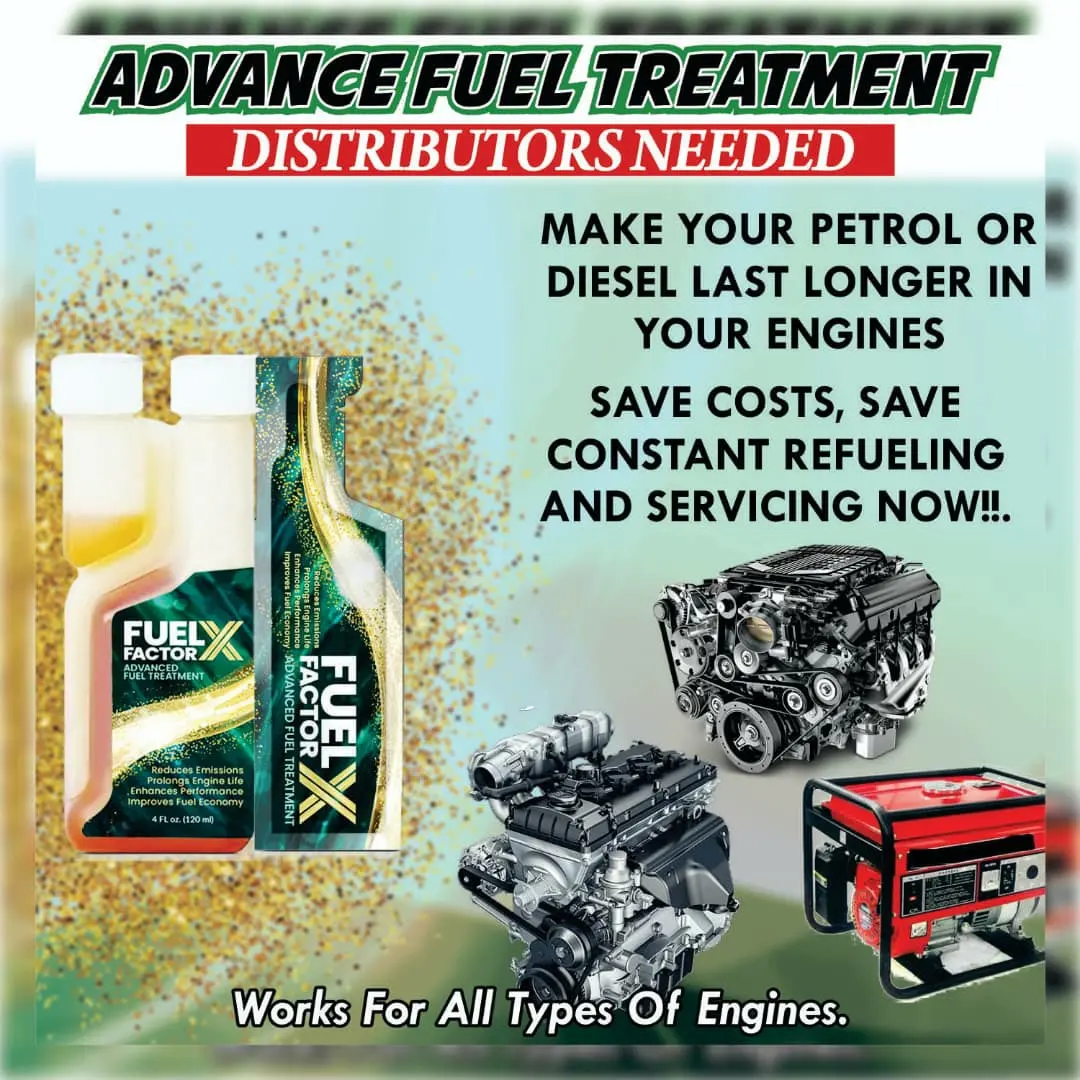 ADVANCE FUEL TREATMENT
DISTRIBUTORS NEEDED
MAKE YOUR PETROL OR
DIESEL LAST LONGER IN
YOUR ENGINES
SAVE COSTS, SAVE
CONSTANT REFUELING
AND SERVICING NOW!!.
FUEL X
FACTOR
ADVANCED
FUEL TREATMENT
Reduces Emissions
Prolongs Engine Life
Enhances Performance
Improves Fuel Economy
4 FL oz. (120 ml)
Reduces Emissions
Prolongs Engine Life
Enhances Performance
Improves Fuel Economy
FUEL X
FACTOR
ADVANCED FUEL TREATMENT
Works For All Types Of Engines.